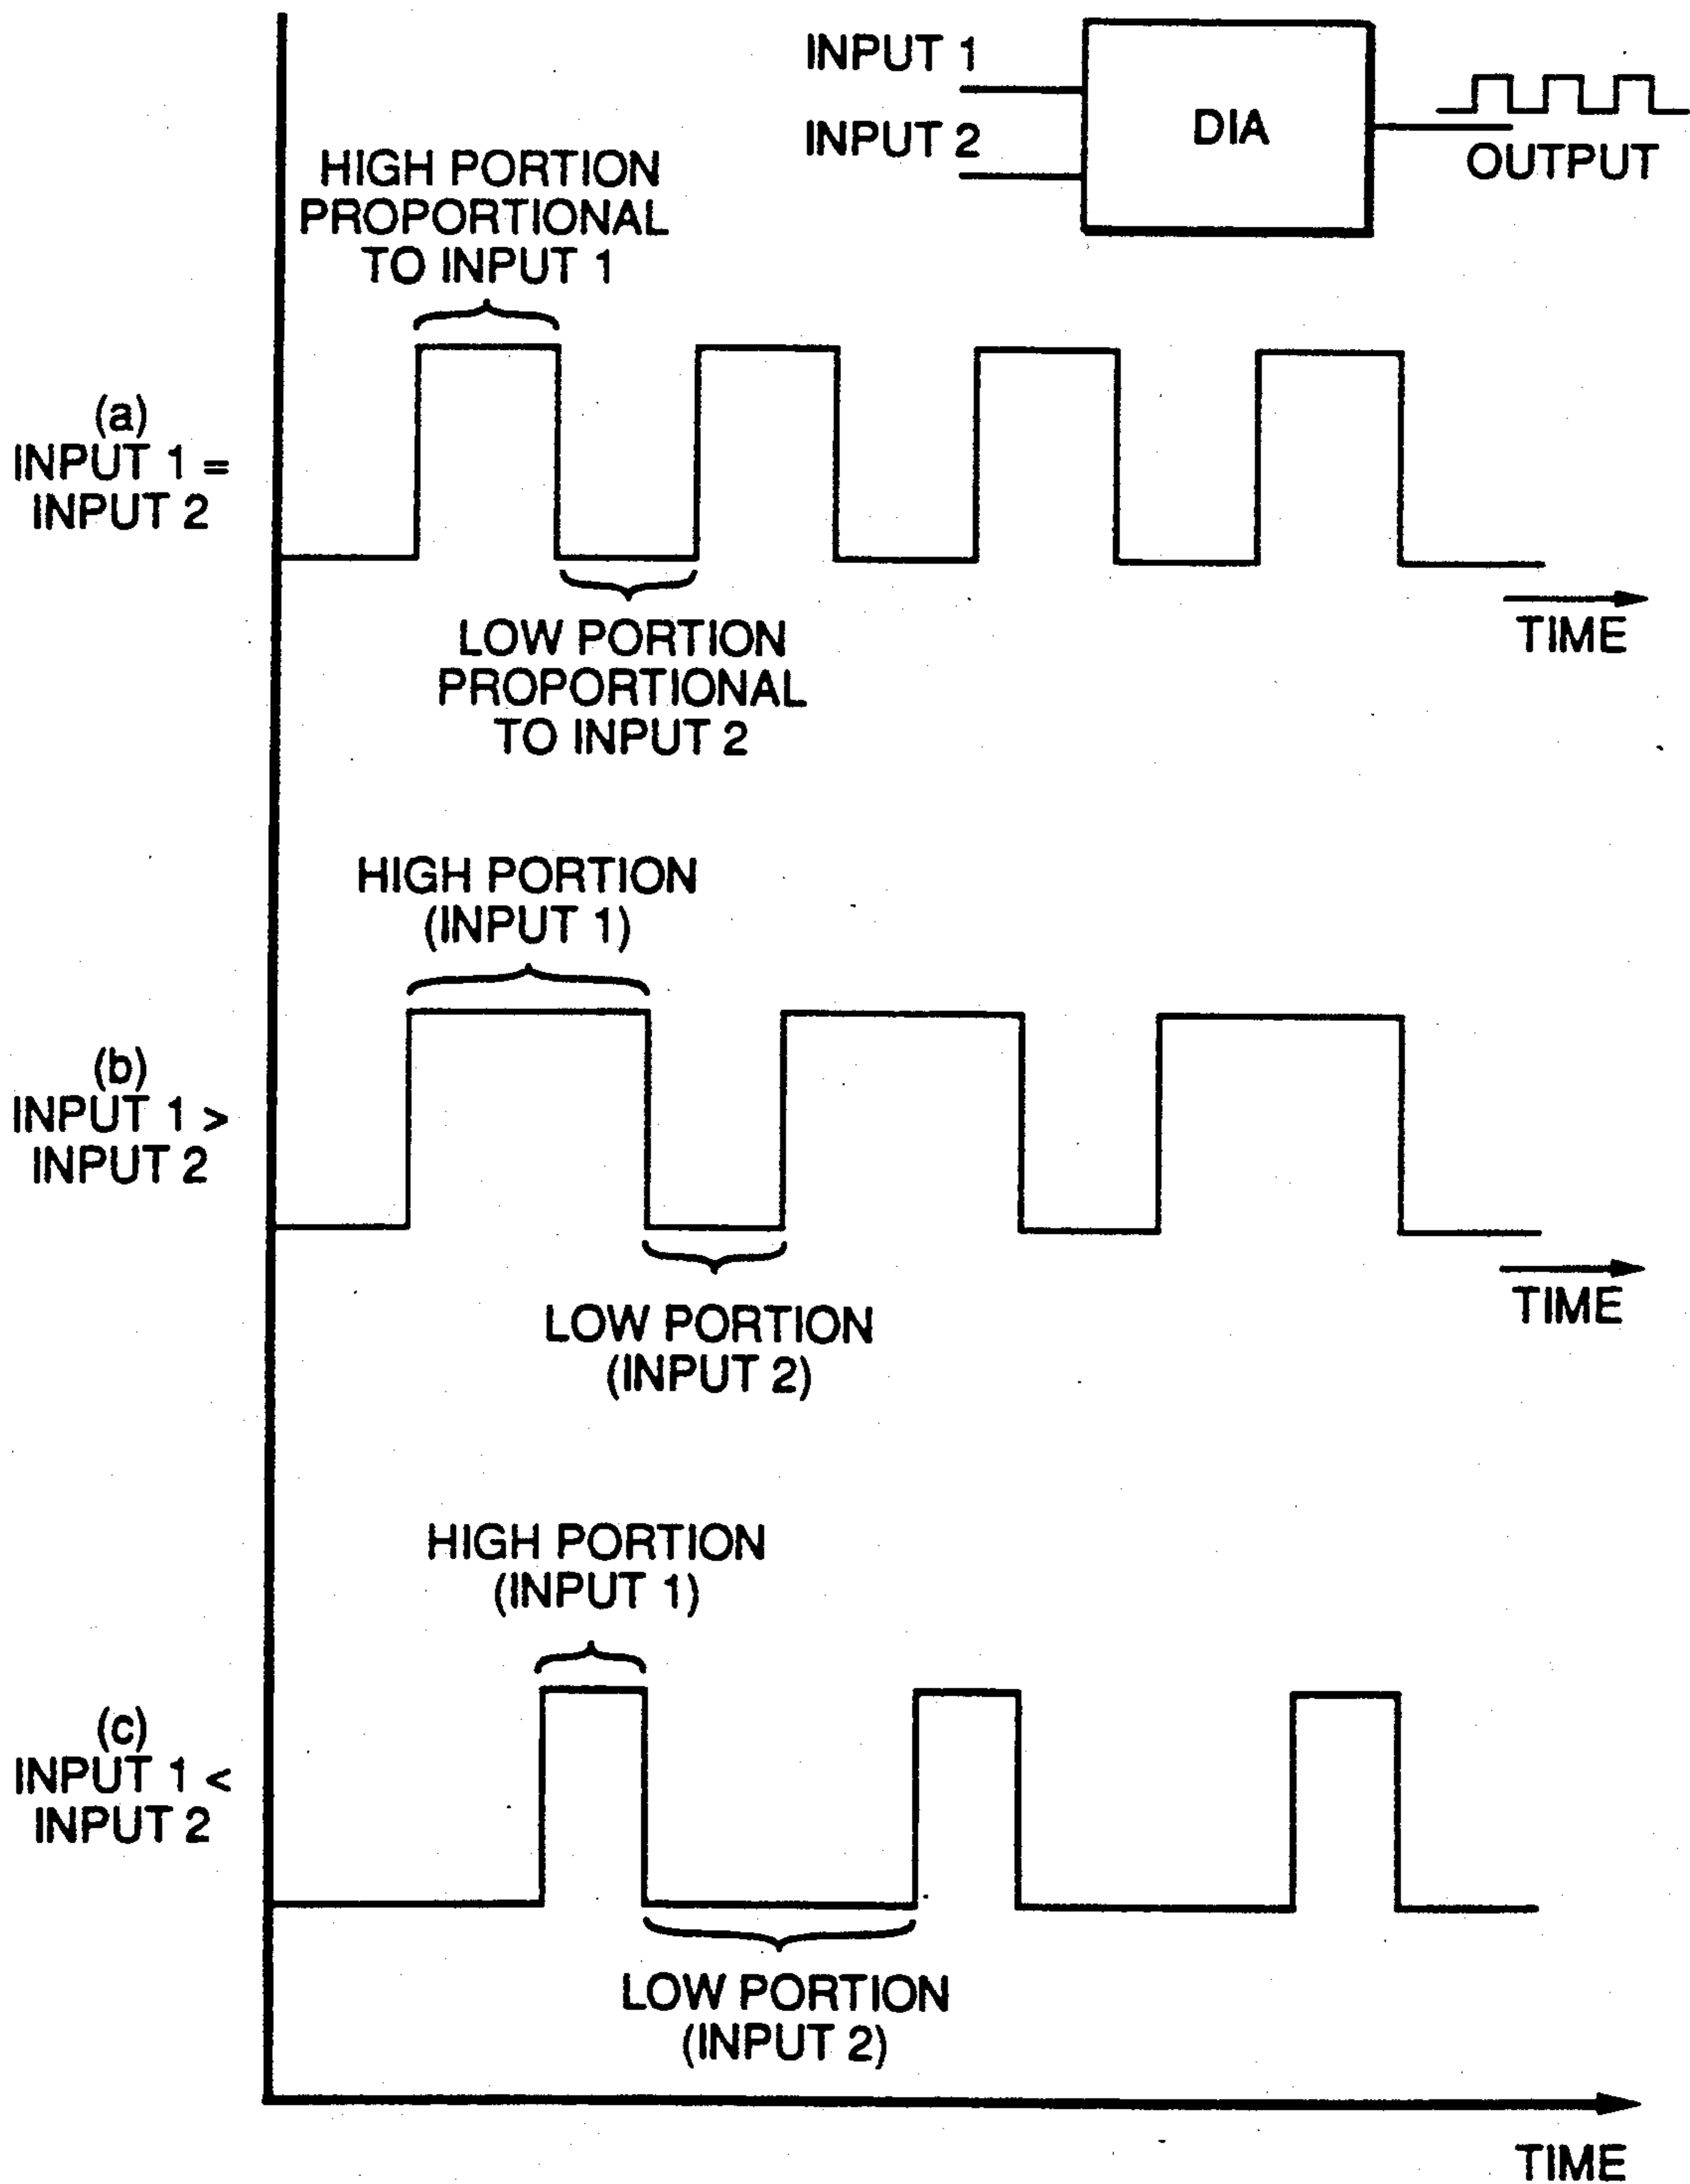 INPUT 1
INPUT 2
DIA
OUTPUT
HIGH PORTION
PROPORTIONAL
TO INPUT 1
(a)
INPUT 1 =
INPUT 2
LOW PORTION
PROPORTIONAL
TO INPUT 2
TIME
HIGH PORTION
(INPUT 1)
(b)
INPUT 1 >
INPUT 2
LOW PORTION
(INPUT 2)
TIME
HIGH PORTION
(INPUT 1)
(c)
INPUT 1 <
INPUT 2
LOW PORTION
(INPUT 2)
TIME